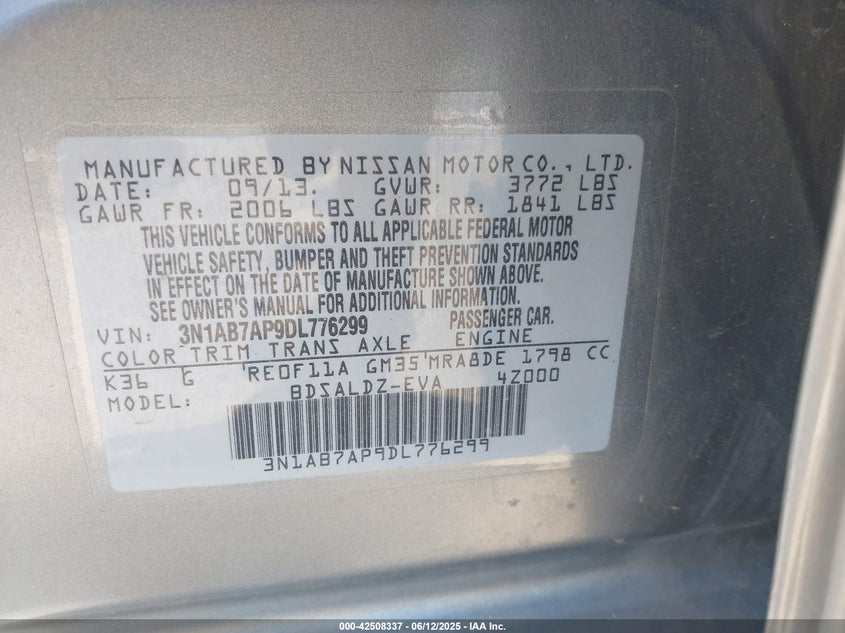 MANUFACTURED BY NISSAN MOTOR CO., LTD.
DATE: 09/13. GVWR: 3772 LBS
GAWR FR: 2006 LBS GAWR RR: 1841 LBS
THIS VEHICLE CONFORMS TO ALL APPLICABLE FEDERAL MOTOR
VEHICLE SAFETY, BUMPER AND THEFT PREVENTION STANDARDS
IN EFFECT ON THE DATE OF MANUFACTURE SHOWN ABOVE.
SEE OWNER'S MANUAL FOR ADDITIONAL INFORMATION.
VIN: 3N1AB7AP9DL776299 PASSENGER CAR.
COLOR TRIM TRANS AXLE ENGINE
K36 G RE0F11A GM35 MRA8DE 1798 CC
MODEL: BDSALDZ-EVA 4Z000
3N1AB7AP9DL776299
000-42508337 - 06/12/2025 - IAA Inc.